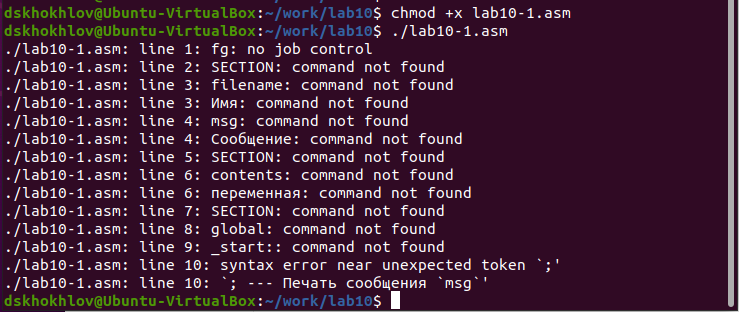 dskhokhlov@Ubuntu-VirtualBox:~/work/lab10$ chmod +x lab10-1.asm
dskhokhlov@Ubuntu-VirtualBox:~/work/lab10$ ./lab10-1.asm
./lab10-1.asm: line 1: fg: no job control
./lab10-1.asm: line 2: SECTION: command not found
./lab10-1.asm: line 3: filename: command not found
./lab10-1.asm: line 3: Имя: command not found
./lab10-1.asm: line 4: msg: command not found
./lab10-1.asm: line 4: Сообщение: command not found
./lab10-1.asm: line 5: SECTION: command not found
./lab10-1.asm: line 6: contents: command not found
./lab10-1.asm: line 6: переменная: command not found
./lab10-1.asm: line 7: SECTION: command not found
./lab10-1.asm: line 8: global: command not found
./lab10-1.asm: line 9: _start:: command not found
./lab10-1.asm: line 10: syntax error near unexpected token `;'
./lab10-1.asm: line 10: `; --- Печать сообщения `msg`'
dskhokhlov@Ubuntu-VirtualBox:~/work/lab10$